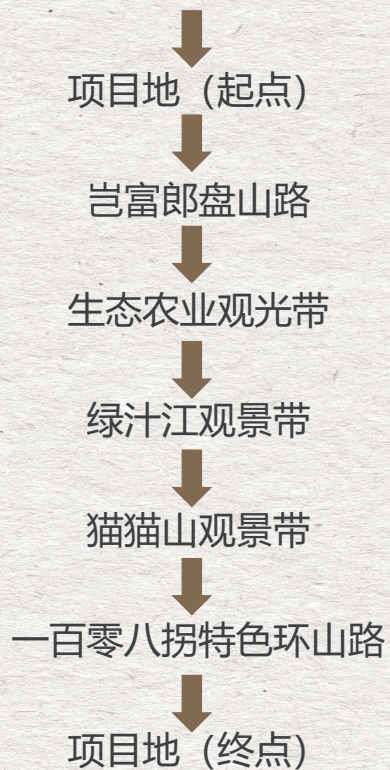 项目地（起点）
岂富郎盘山路
生态农业观光带
绿汁江观景带
猫猫山观景带
一百零八拐特色环山路
项目地（终点）